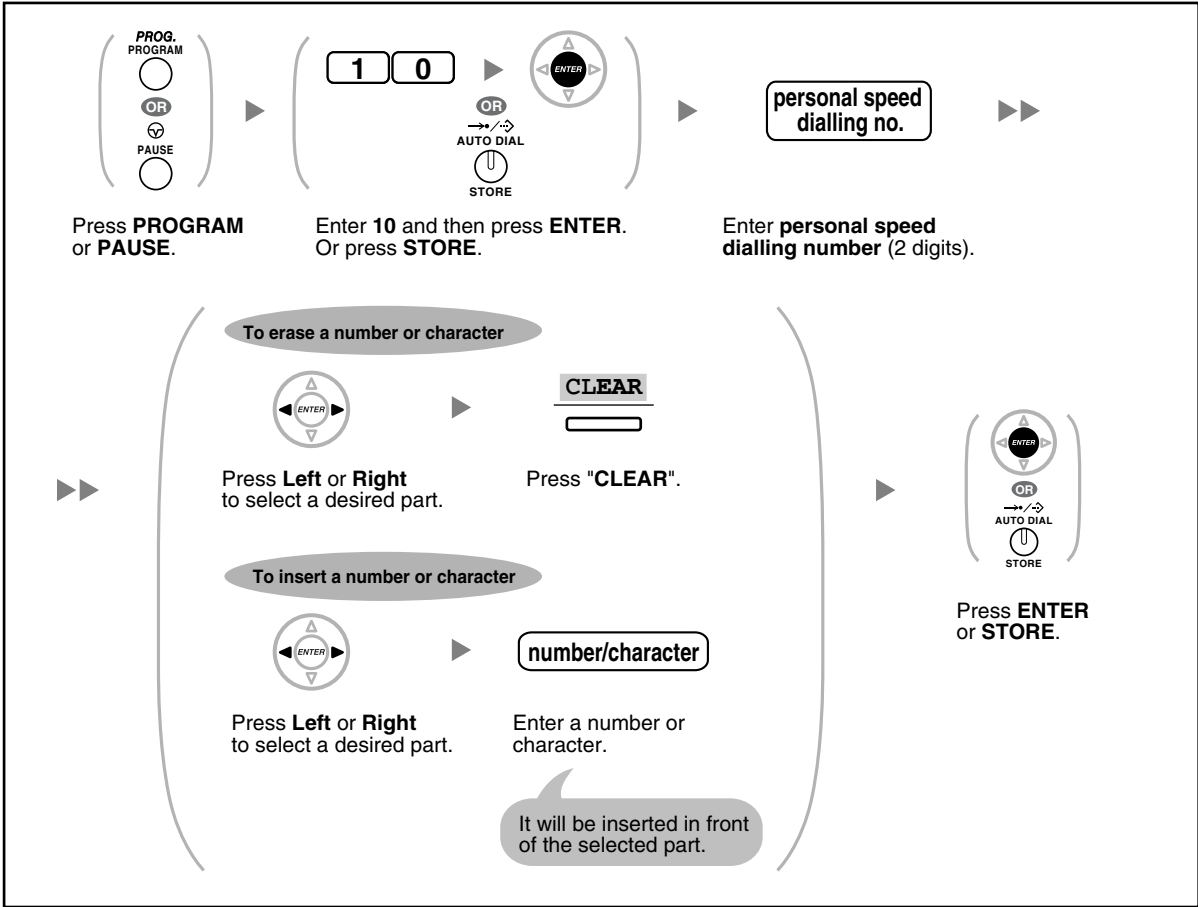 PROG.
PROGRAM
OR
PAUSE
Press PROGRAM
or PAUSE.
1 0
ENTER
OR
AUTO DIAL
STORE
Enter 10 and then press ENTER.
Or press STORE.
personal speed
dialling no.
Enter personal speed
dialling number (2 digits).
To erase a number or character
ENTER
Press Left or Right
to select a desired part.
CLEAR
Press "CLEAR".
To insert a number or character
ENTER
Press Left or Right
to select a desired part.
number/character
Enter a number or
character.
It will be inserted in front
of the selected part.
ENTER
OR
AUTO DIAL
STORE
Press ENTER
or STORE.